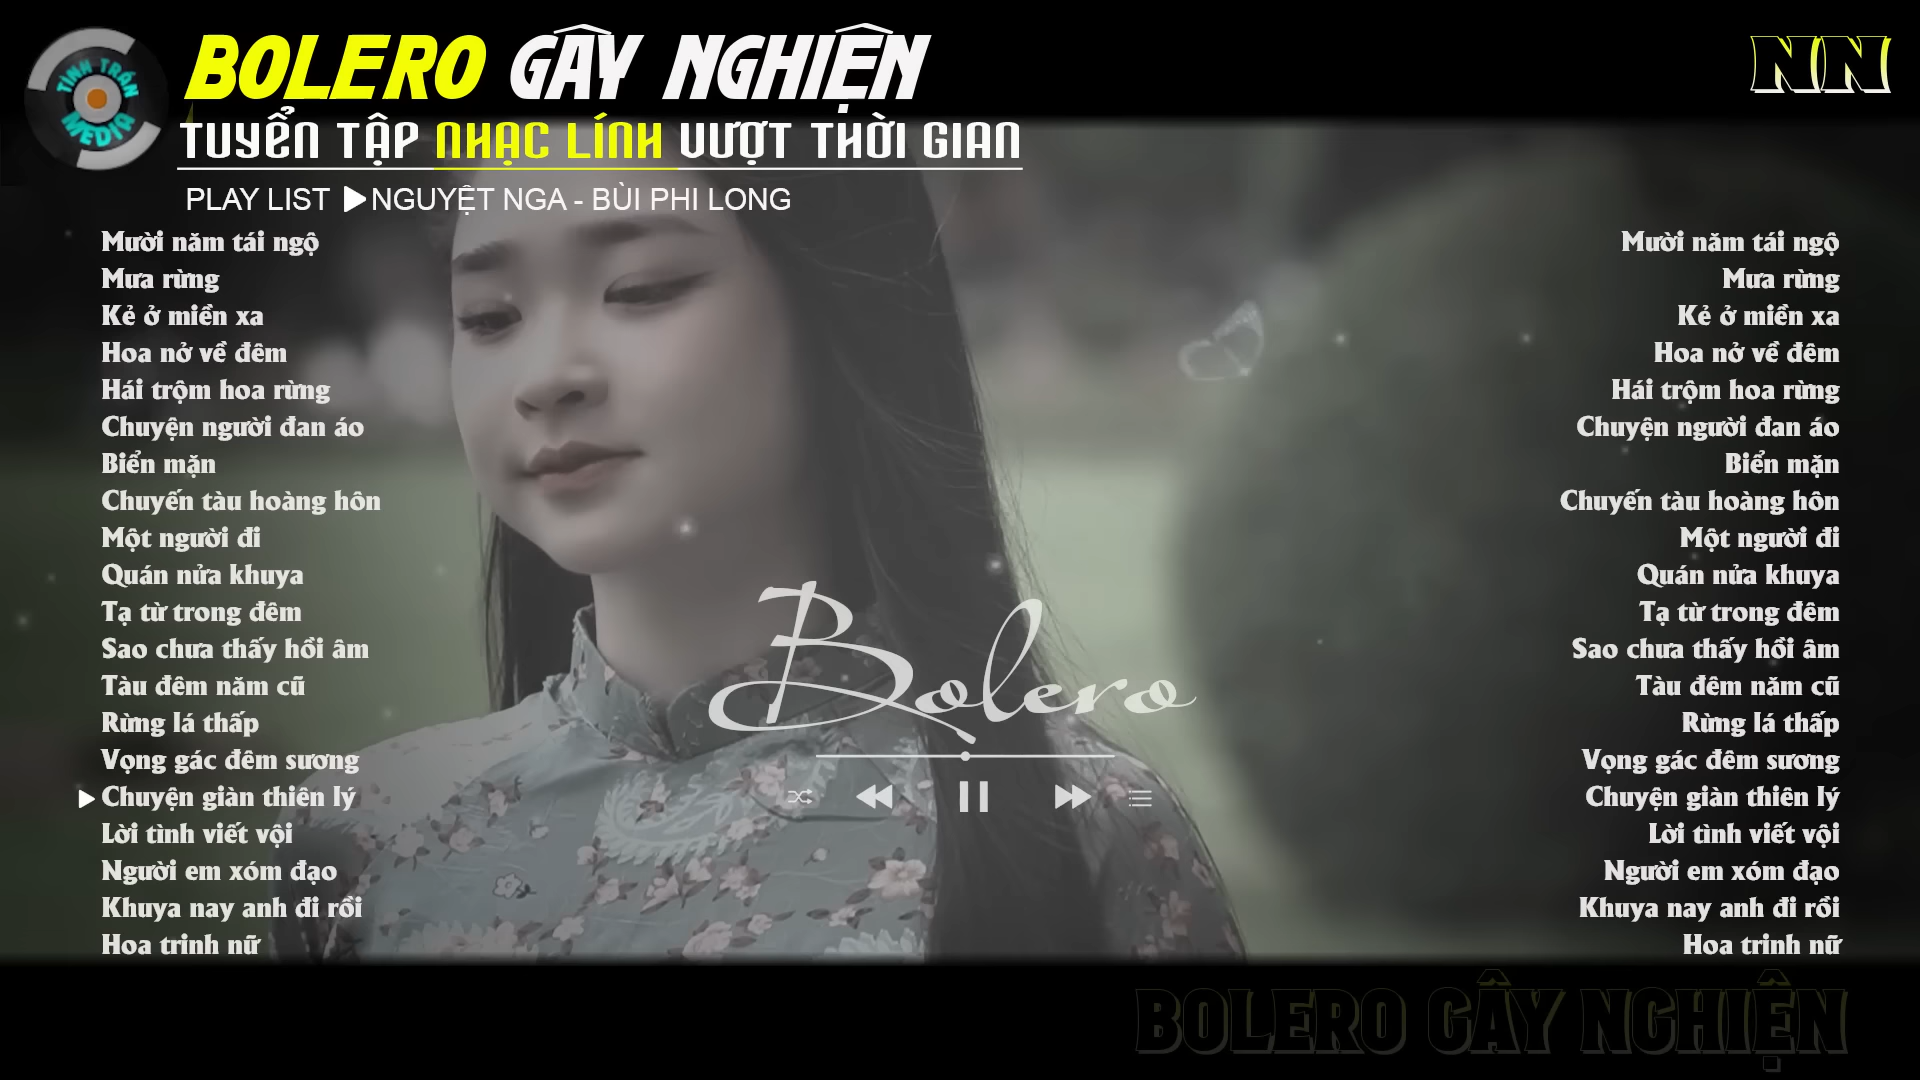 TÌNH TRẦN
MEDIA
BOLERO GÂY NGHIỆN
NN
TUYỂN TẬP NHẠC LÍNH VƯỢT THỜI GIAN
PLAY LIST NGUYỆT NGA - BÙI PHI LONG
Mười năm tái ngộ
Mưa rừng
Kẻ ở miền xa
Hoa nở về đêm
Hái trộm hoa rừng
Chuyện người đan áo
Biển mặn
Chuyến tàu hoàng hôn
Một người đi
Quán nửa khuya
Tạ từ trong đêm
Sao chưa thấy hồi âm
Tàu đêm năm cũ
Rừng lá thấp
Vọng gác đêm sương
Chuyện giàn thiên lý
Lời tình viết vội
Người em xóm đạo
Khuya nay anh đi rồi
Hoa trinh nữ
Bolero
Mười năm tái ngộ
Mưa rừng
Kẻ ở miền xa
Hoa nở về đêm
Hái trộm hoa rừng
Chuyện người đan áo
Biển mặn
Chuyến tàu hoàng hôn
Một người đi
Quán nửa khuya
Tạ từ trong đêm
Sao chưa thấy hồi âm
Tàu đêm năm cũ
Rừng lá thấp
Vọng gác đêm sương
Chuyện giàn thiên lý
Lời tình viết vội
Người em xóm đạo
Khuya nay anh đi rồi
Hoa trinh nữ
BOLERO GÂY NGHIỆN